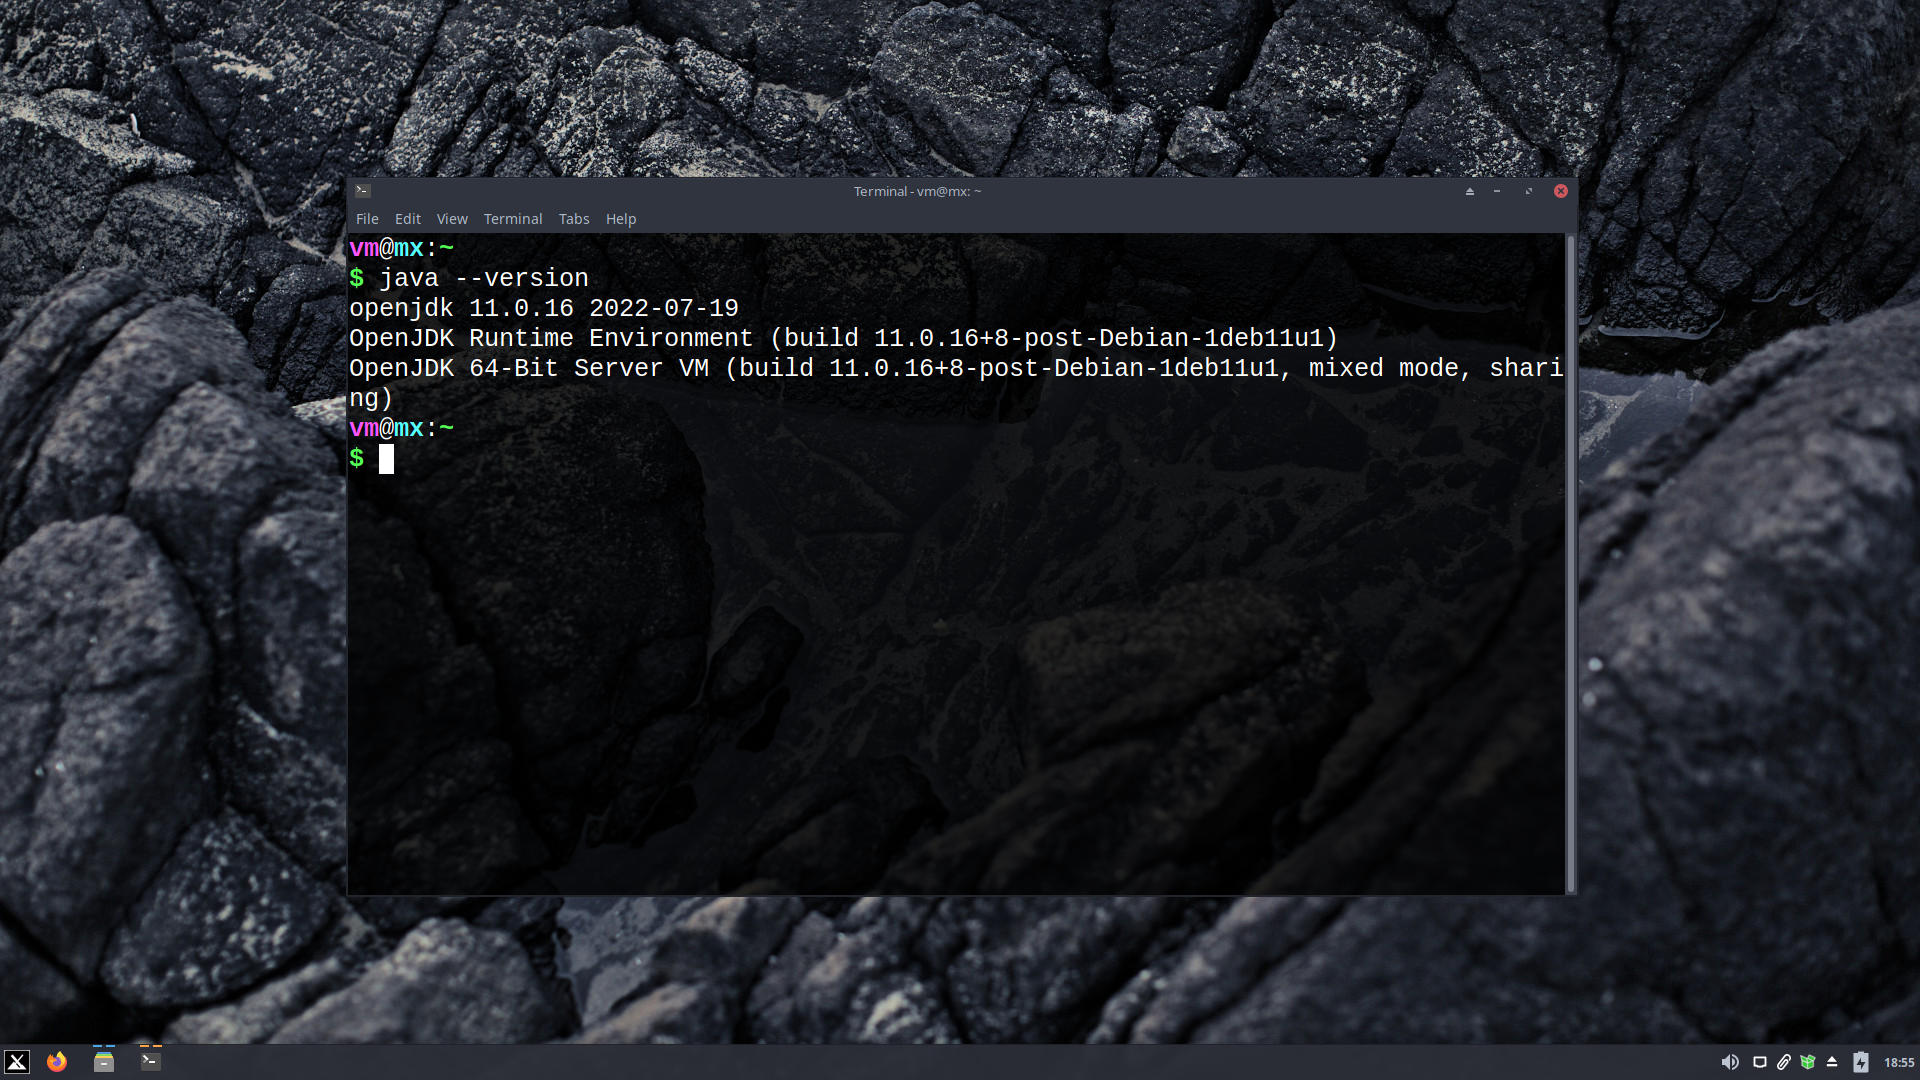 Terminal - vm@mx: ~
File Edit View Terminal Tabs Help
vm@mx:~
$ java --version
openjdk 11.0.16 2022-07-19
OpenJDK Runtime Environment (build 11.0.16+8-post-Debian-1deb11u1)
OpenJDK 64-Bit Server VM (build 11.0.16+8-post-Debian-1deb11u1, mixed mode, shari
ng)
vm@mx:~
$
18:55